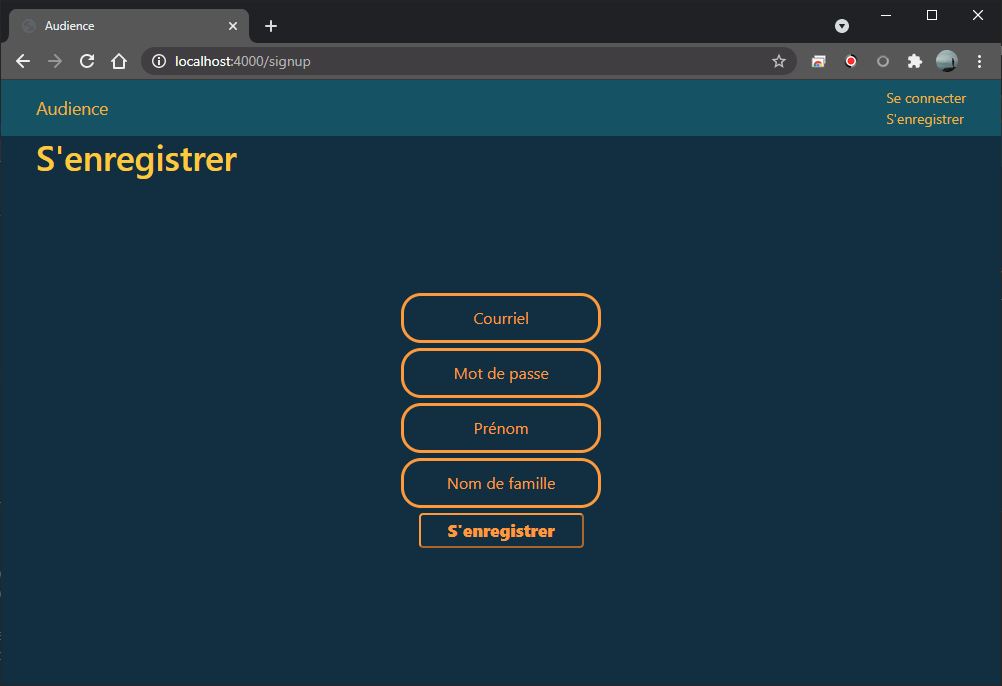 Audience
localhost:4000/signup
Audience
Se connecter
S'enregistrer
S'enregistrer
Courriel
Mot de passe
Prénom
Nom de famille
S'enregistrer